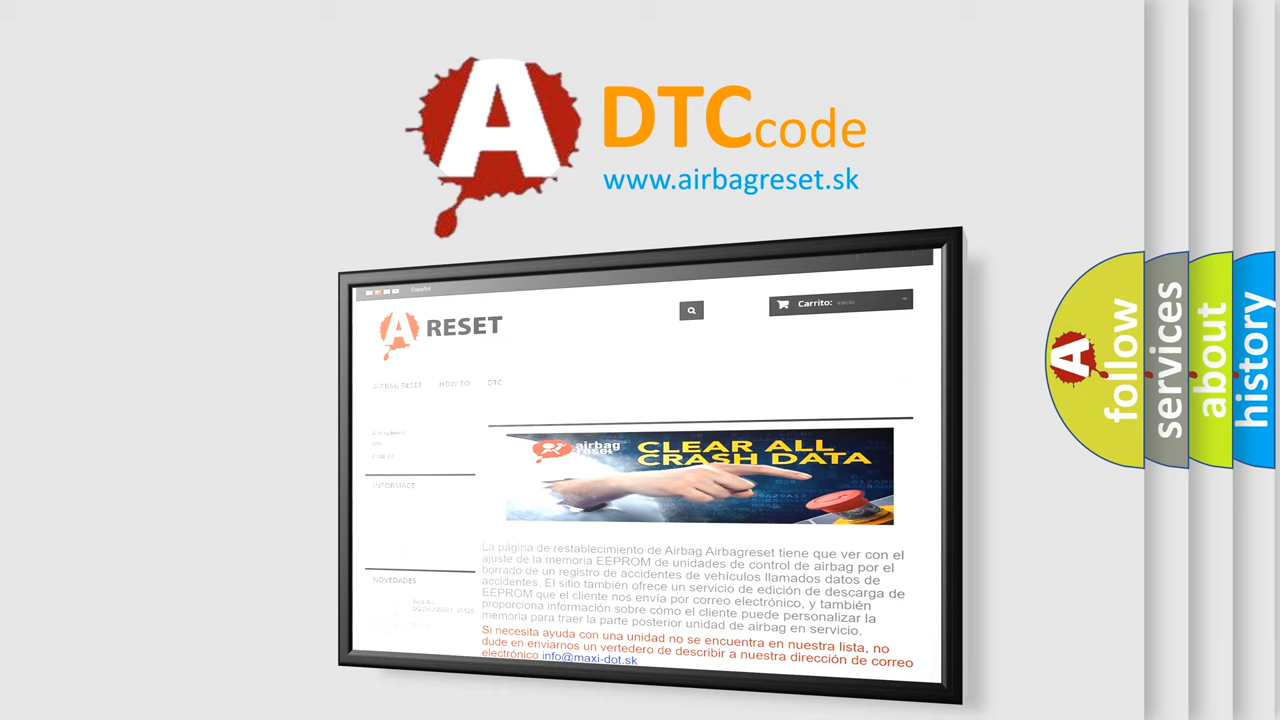 A
DTCcode
www.airbagreset.sk
Español
A RESET
Carrito: vacío
AIRBAG RESET HOW TO DTC
INFORMACE
NOVEDADES
airbag
reset
CLEAR ALL
CRASH DATA
La página de restablecimiento de Airbag Airbagreset tiene que ver con el
ajuste de la memoria EEPROM de unidades de control de airbag por el
borrado de un registro de accidentes de vehículos llamados datos de
accidentes. El sitio también ofrece un servicio de edición de descarga de
EEPROM que el cliente nos envía por correo electrónico, y también
proporciona información sobre cómo el cliente puede personalizar la
memoria para traer la parte posterior unidad de airbag en servicio.
Si necesita ayuda con una unidad no se encuentra en nuestra lista, no
dude en enviarnos un vertedero de describir a nuestra dirección de correo
electrónico info@maxi-dot.sk
A
follow
services
about
history